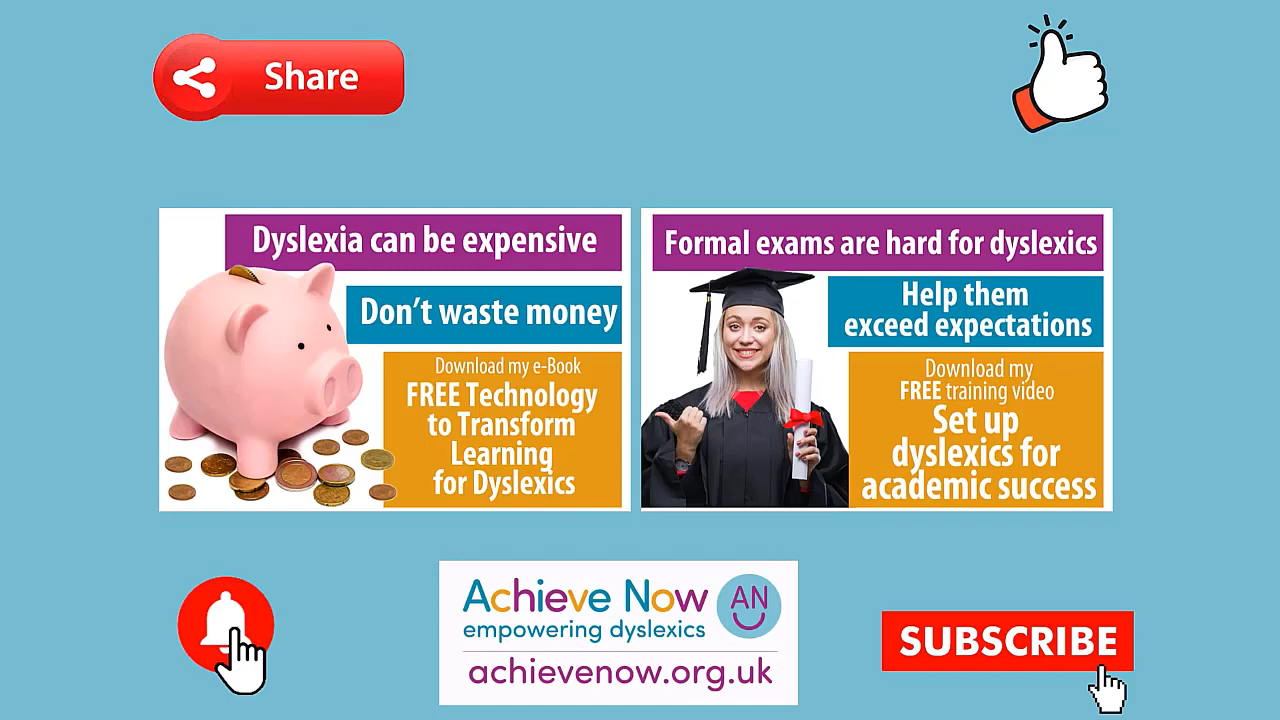 Share
Dyslexia can be expensive
Don't waste money
Download my e-Book
FREE Technology
to Transform
Learning
for Dyslexics
Formal exams are hard for dyslexics
Help them
exceed expectations
Download my
FREE training video
Set up
dyslexics for
academic success
Achieve Now
AN
empowering dyslexics
achievenow.org.uk
SUBSCRIBE